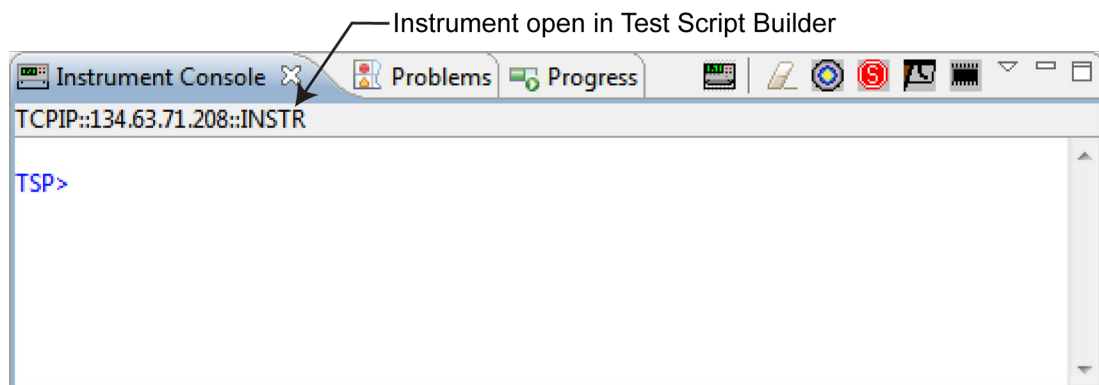 Instrument open in Test Script Builder
Instrument Console Problems Progress
TCPIP::134.63.71.208::INSTR
TSP>